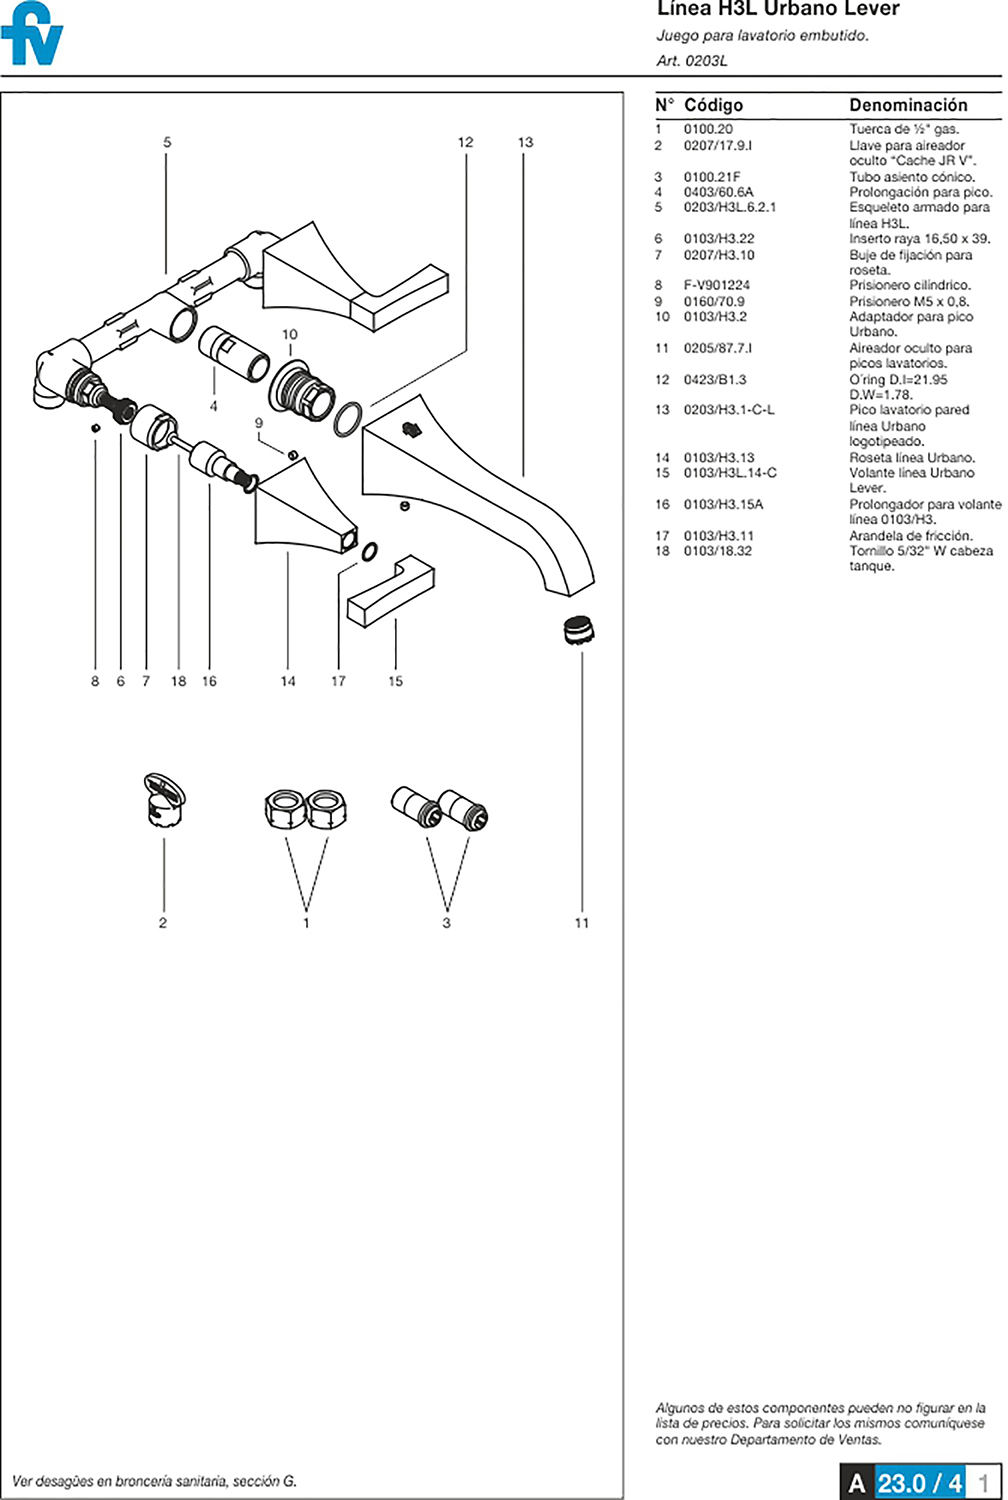 fv
Línea H3L Urbano Lever
Juego para lavatorio embutido.
Art. 0203L
N° Código Denominación
1 0100.20 Tuerca de ½" gas.
2 0207/17.9.I Llave para aireador
oculto "Cache JR V".
3 0100.21F Tubo asiento cónico.
4 0403/60.6A Prolongación para pico.
5 0203/H3L.6.2.1 Esqueleto armado para
línea H3L.
6 0103/H3.22 Inserto raya 16,50 x 39.
7 0207/H3.10 Buje de fijación para
roseta.
8 F-V901224 Prisionero cilíndrico.
9 0160/70.9 Prisionero M5 x 0,8.
10 0103/H3.2 Adaptador para pico
Urbano.
11 0205/87.7.I Aireador oculto para
picos lavatorios.
12 0423/B1.3 O´ring D.I=21.95
D.W=1.78.
13 0203/H3.1-C-L Pico lavatorio pared
línea Urbano
logotipeado.
14 0103/H3.13 Roseta línea Urbano.
15 0103/H3L.14-C Volante línea Urbano
Lever.
16 0103/H3.15A Prolongador para volante
línea 0103/H3.
17 0103/H3.11 Arandela de fricción.
18 0103/18.32 Tornillo 5/32" W cabeza
tanque.
5 12 13
10
4
9
8 6 7 18 16 14 17 15
2 1 3 11
Algunos de estos componentes pueden no figurar en la
lista de precios. Para solicitar los mismos comuníquese
con nuestro Departamento de Ventas.
Ver desagües en broncería sanitaria, sección G.
A 23.0 / 4 1